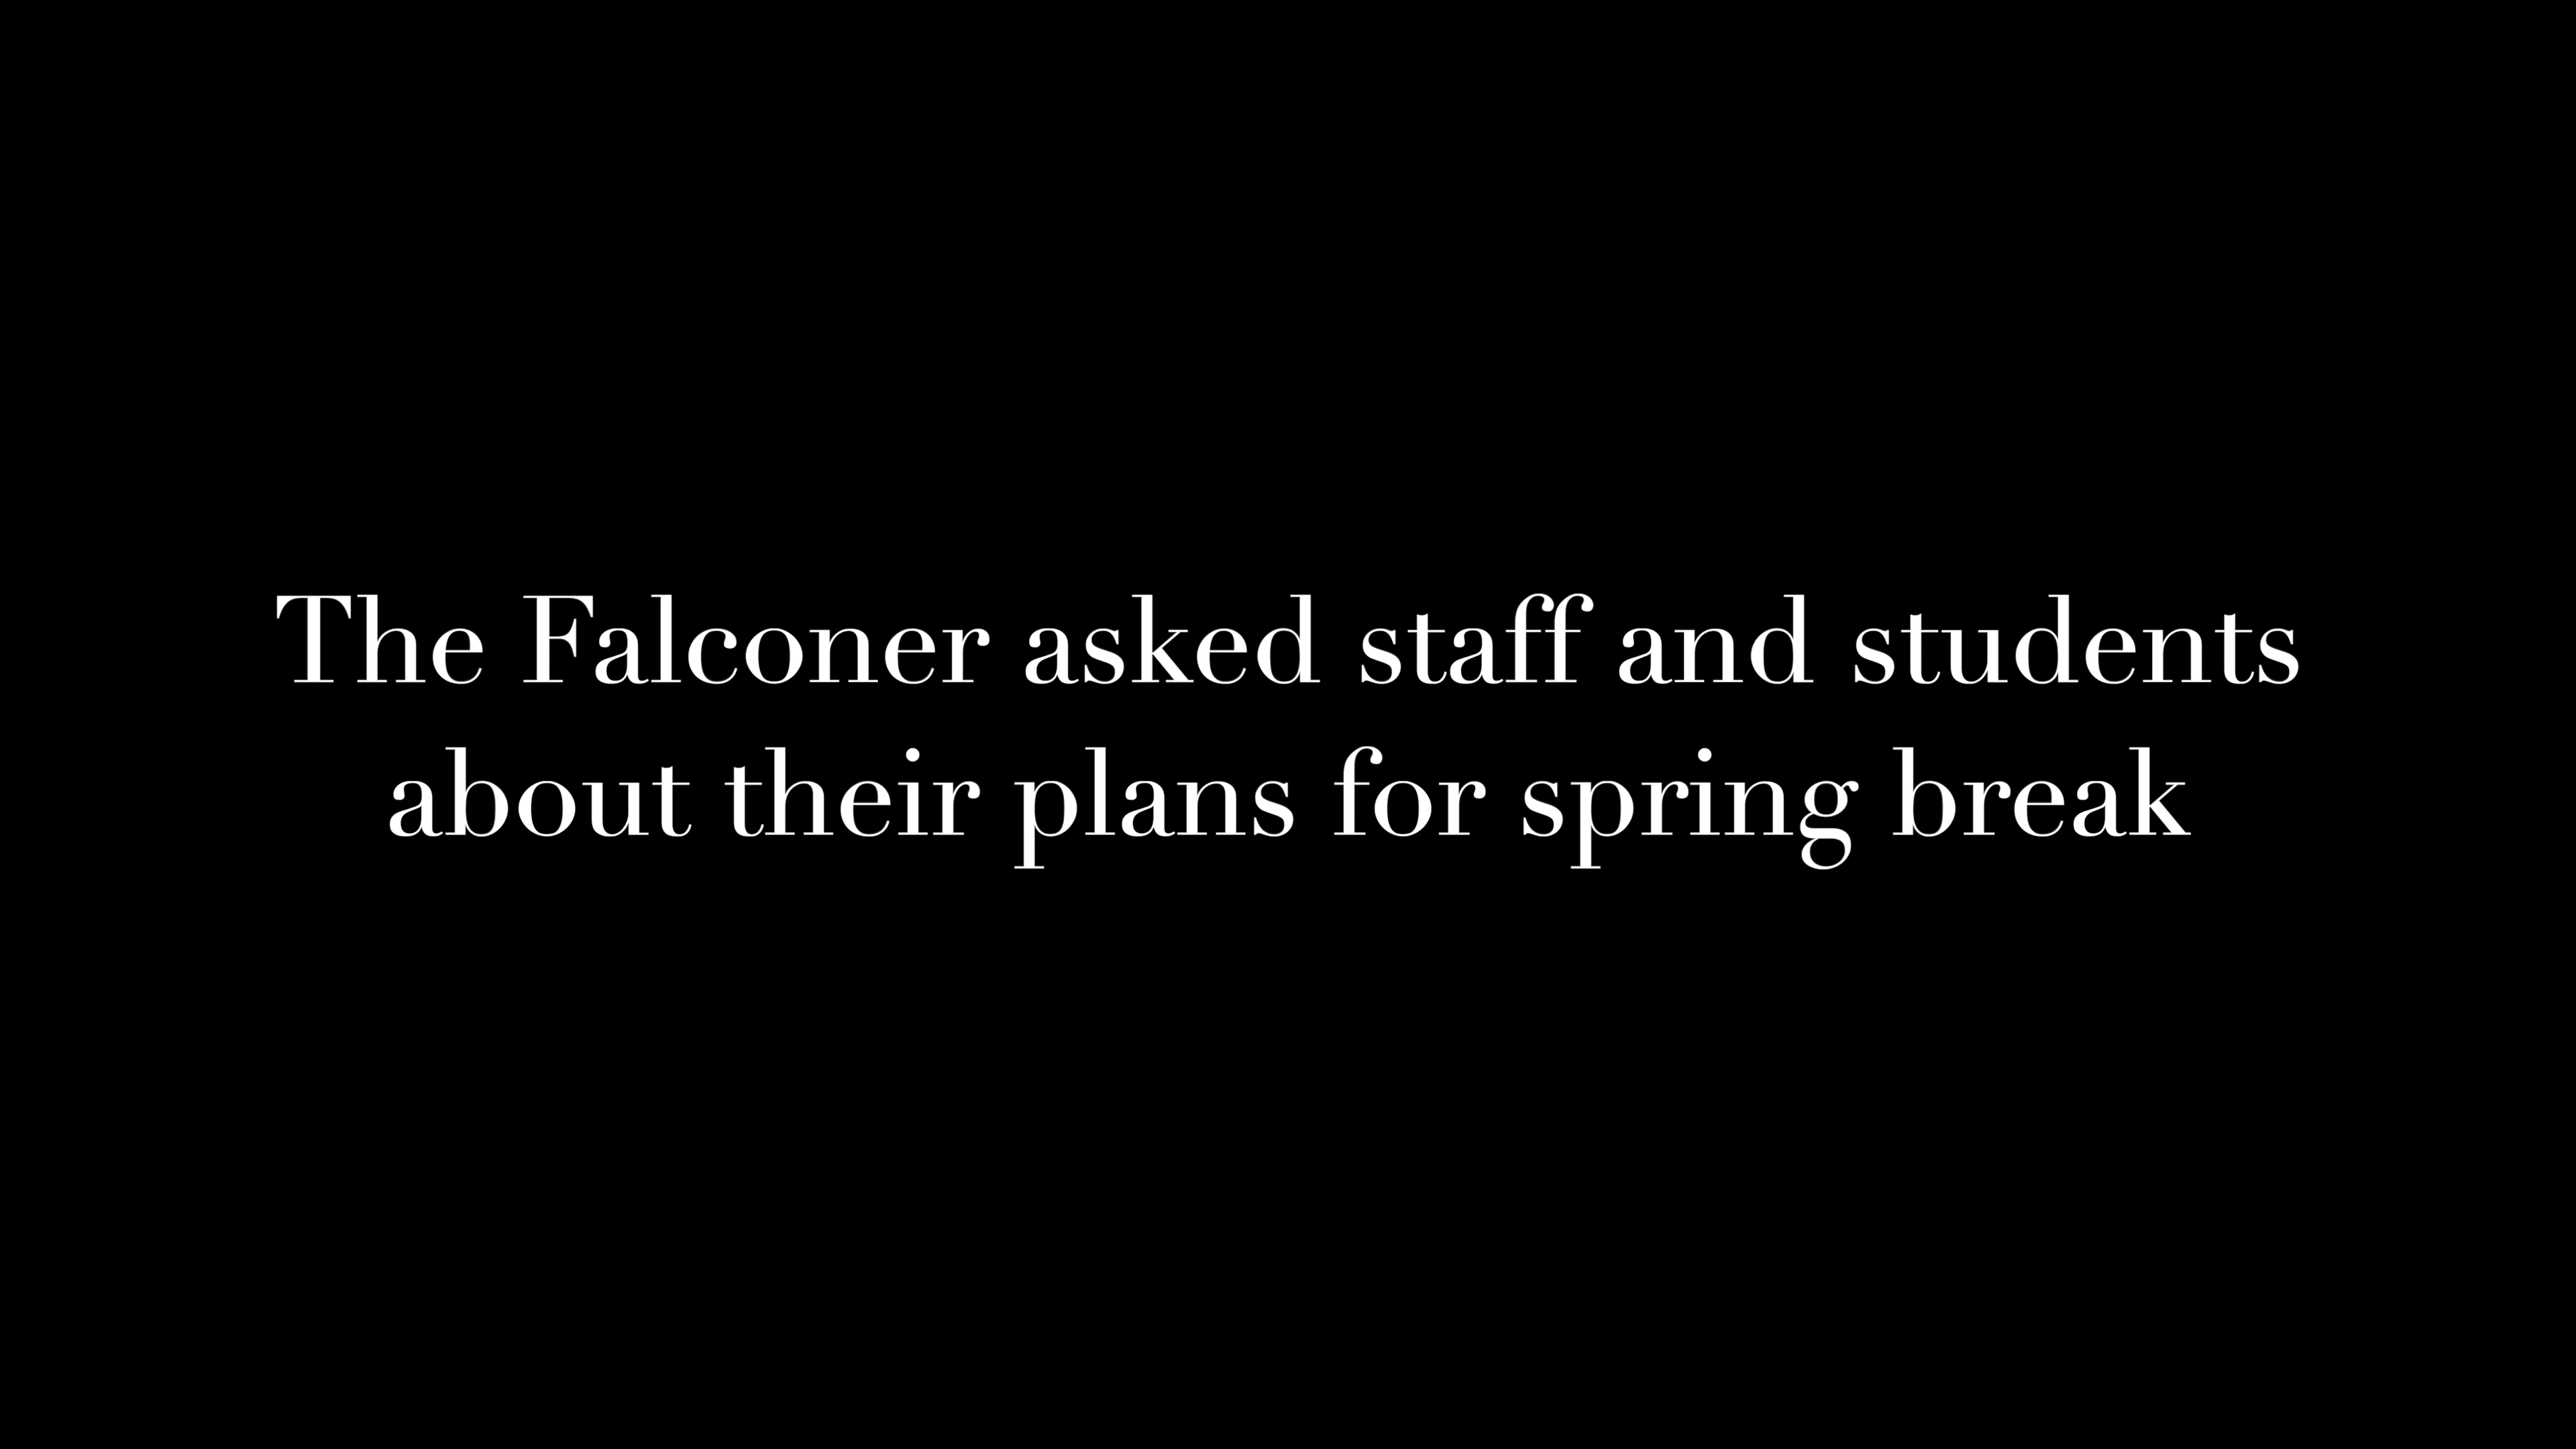 The Falconer asked staff and students
about their plans for spring break